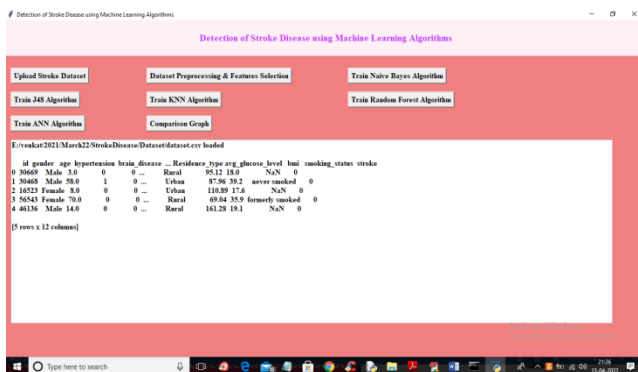 Detection of Stroke Disease using Machine Learning Algorithms
Detection of Stroke Disease using Machine Learning Algorithms
Upload Stroke Dataset Dataset Preprocessing & Features Selection Train Naive Bayes Algorithm
Train J48 Algorithm Train KNN Algorithm Train Random Forest Algorithm
Train ANN Algorithm Comparison Graph
E:/venkat/2021/March22/StrokeDisease/Dataset/dataset.csv loaded
id gender age hypertension brain_disease ... Residence_type avg_glucose_level bmi smoking_status stroke
0 30669 Male 3.0 0 0 ... Rural 95.12 18.0 NaN 0
1 30468 Male 58.0 1 0 ... Urban 87.96 39.2 never smoked 0
2 16523 Female 8.0 0 0 ... Urban 110.89 17.6 NaN 0
3 56543 Female 70.0 0 0 ... Rural 69.04 35.9 formerly smoked 0
4 46136 Male 14.0 0 0 ... Rural 161.28 19.1 NaN 0
[5 rows x 12 columns]
Type here to search
21:26
11-04-2022